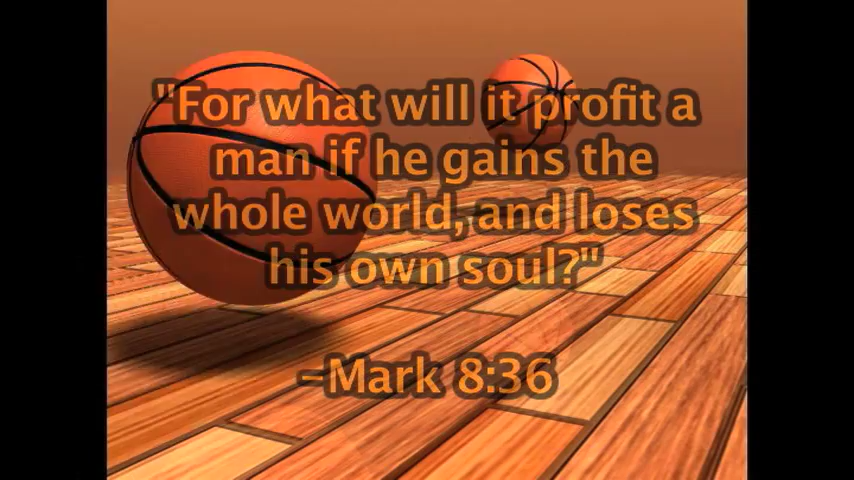 "For what will it profit a
man if he gains the
whole world, and loses
his own soul?"
-Mark 8:36